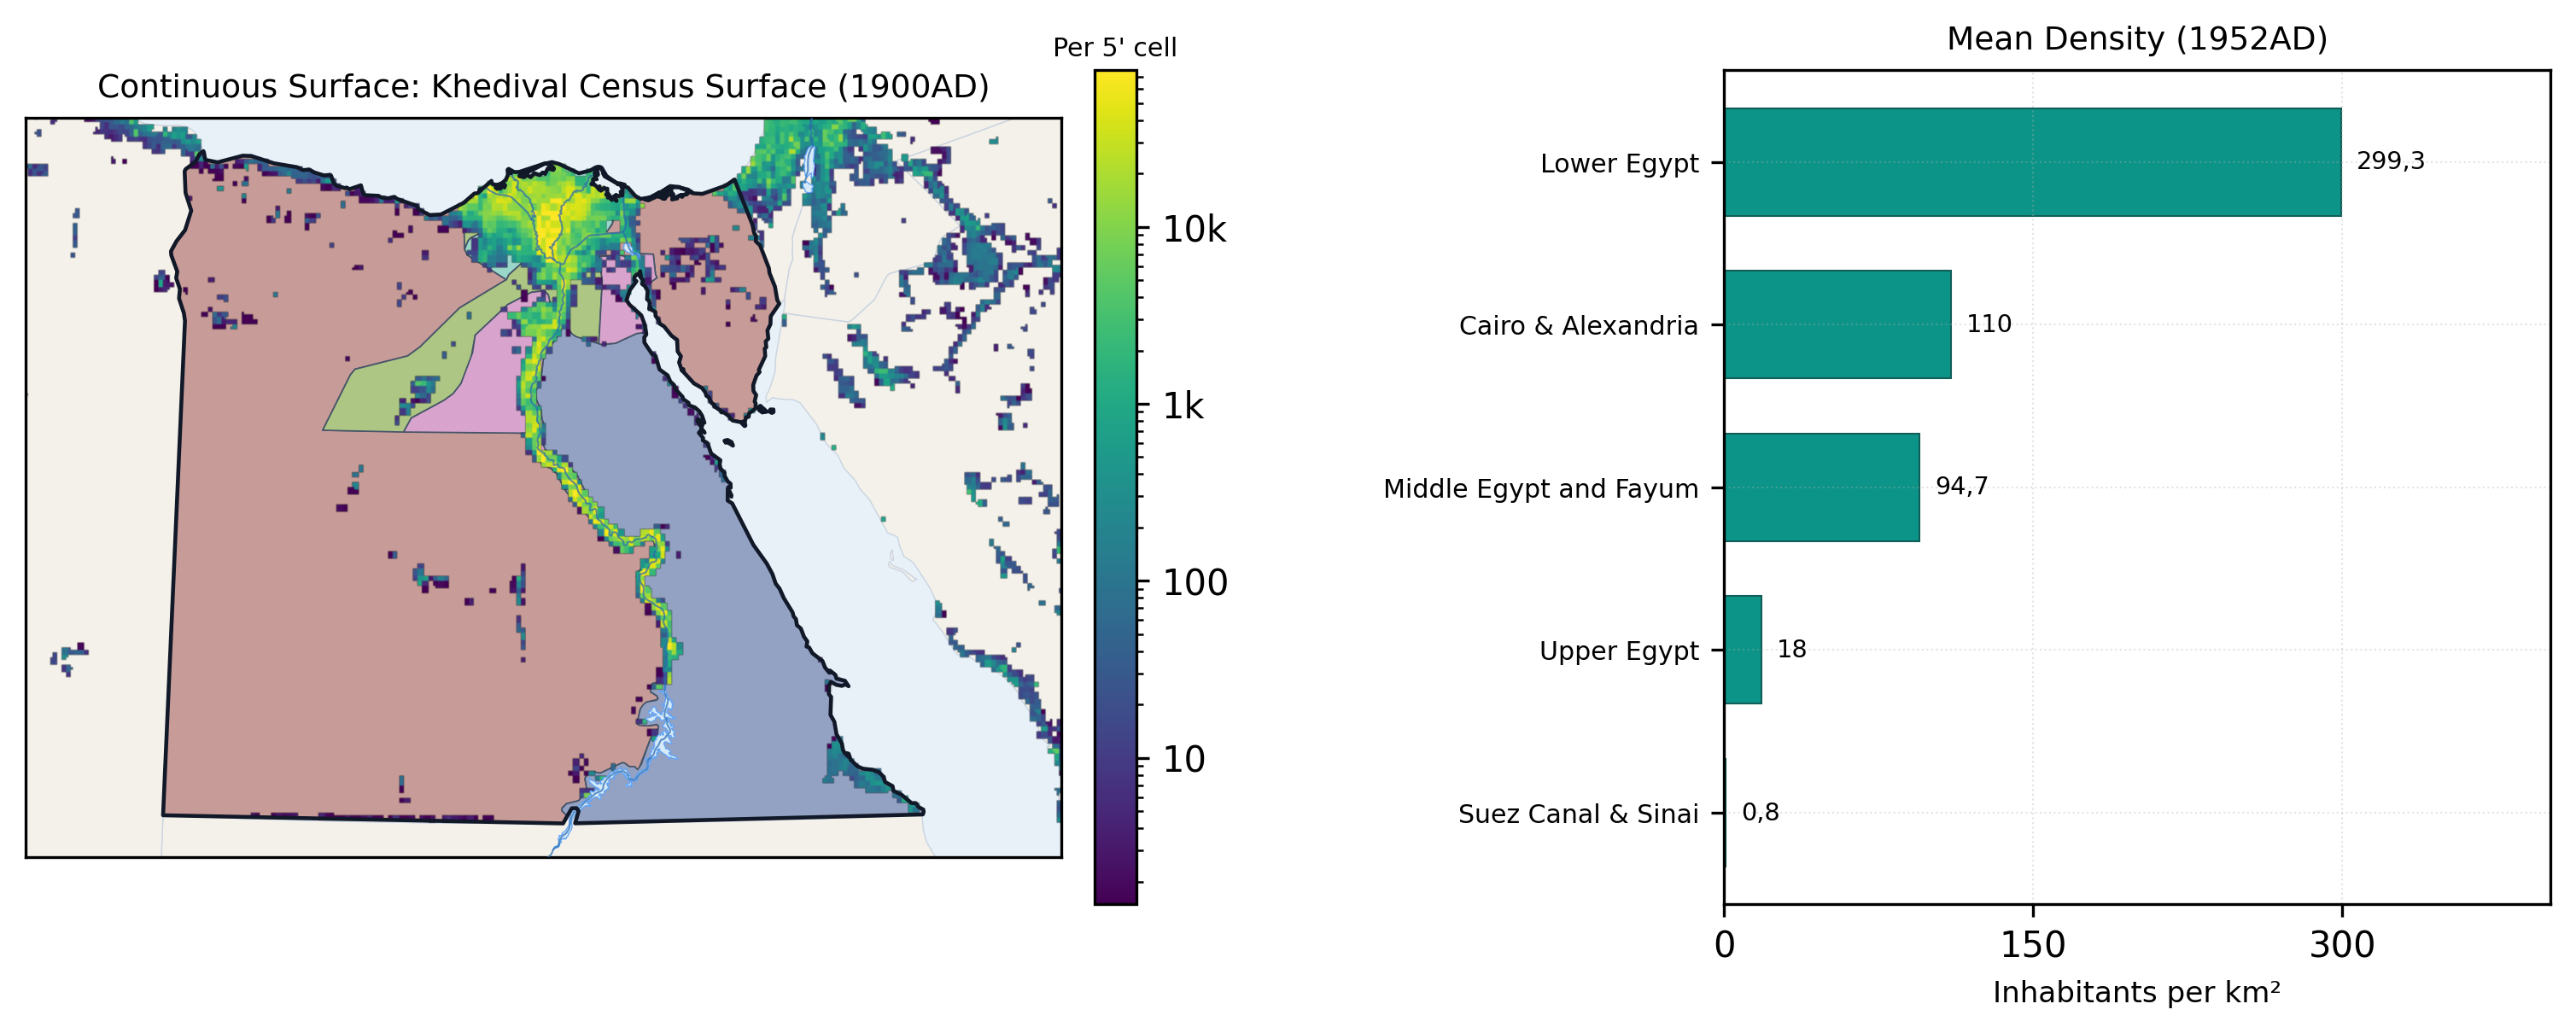 Continuous Surface: Khedival Census Surface (1900AD)
Per 5' cell
10k
1k
100
10
Mean Density (1952AD)
Lower Egypt
299,3
Cairo & Alexandria
110
Middle Egypt and Fayum
94,7
Upper Egypt
18
Suez Canal & Sinai
0,8
0 150 300
Inhabitants per km²